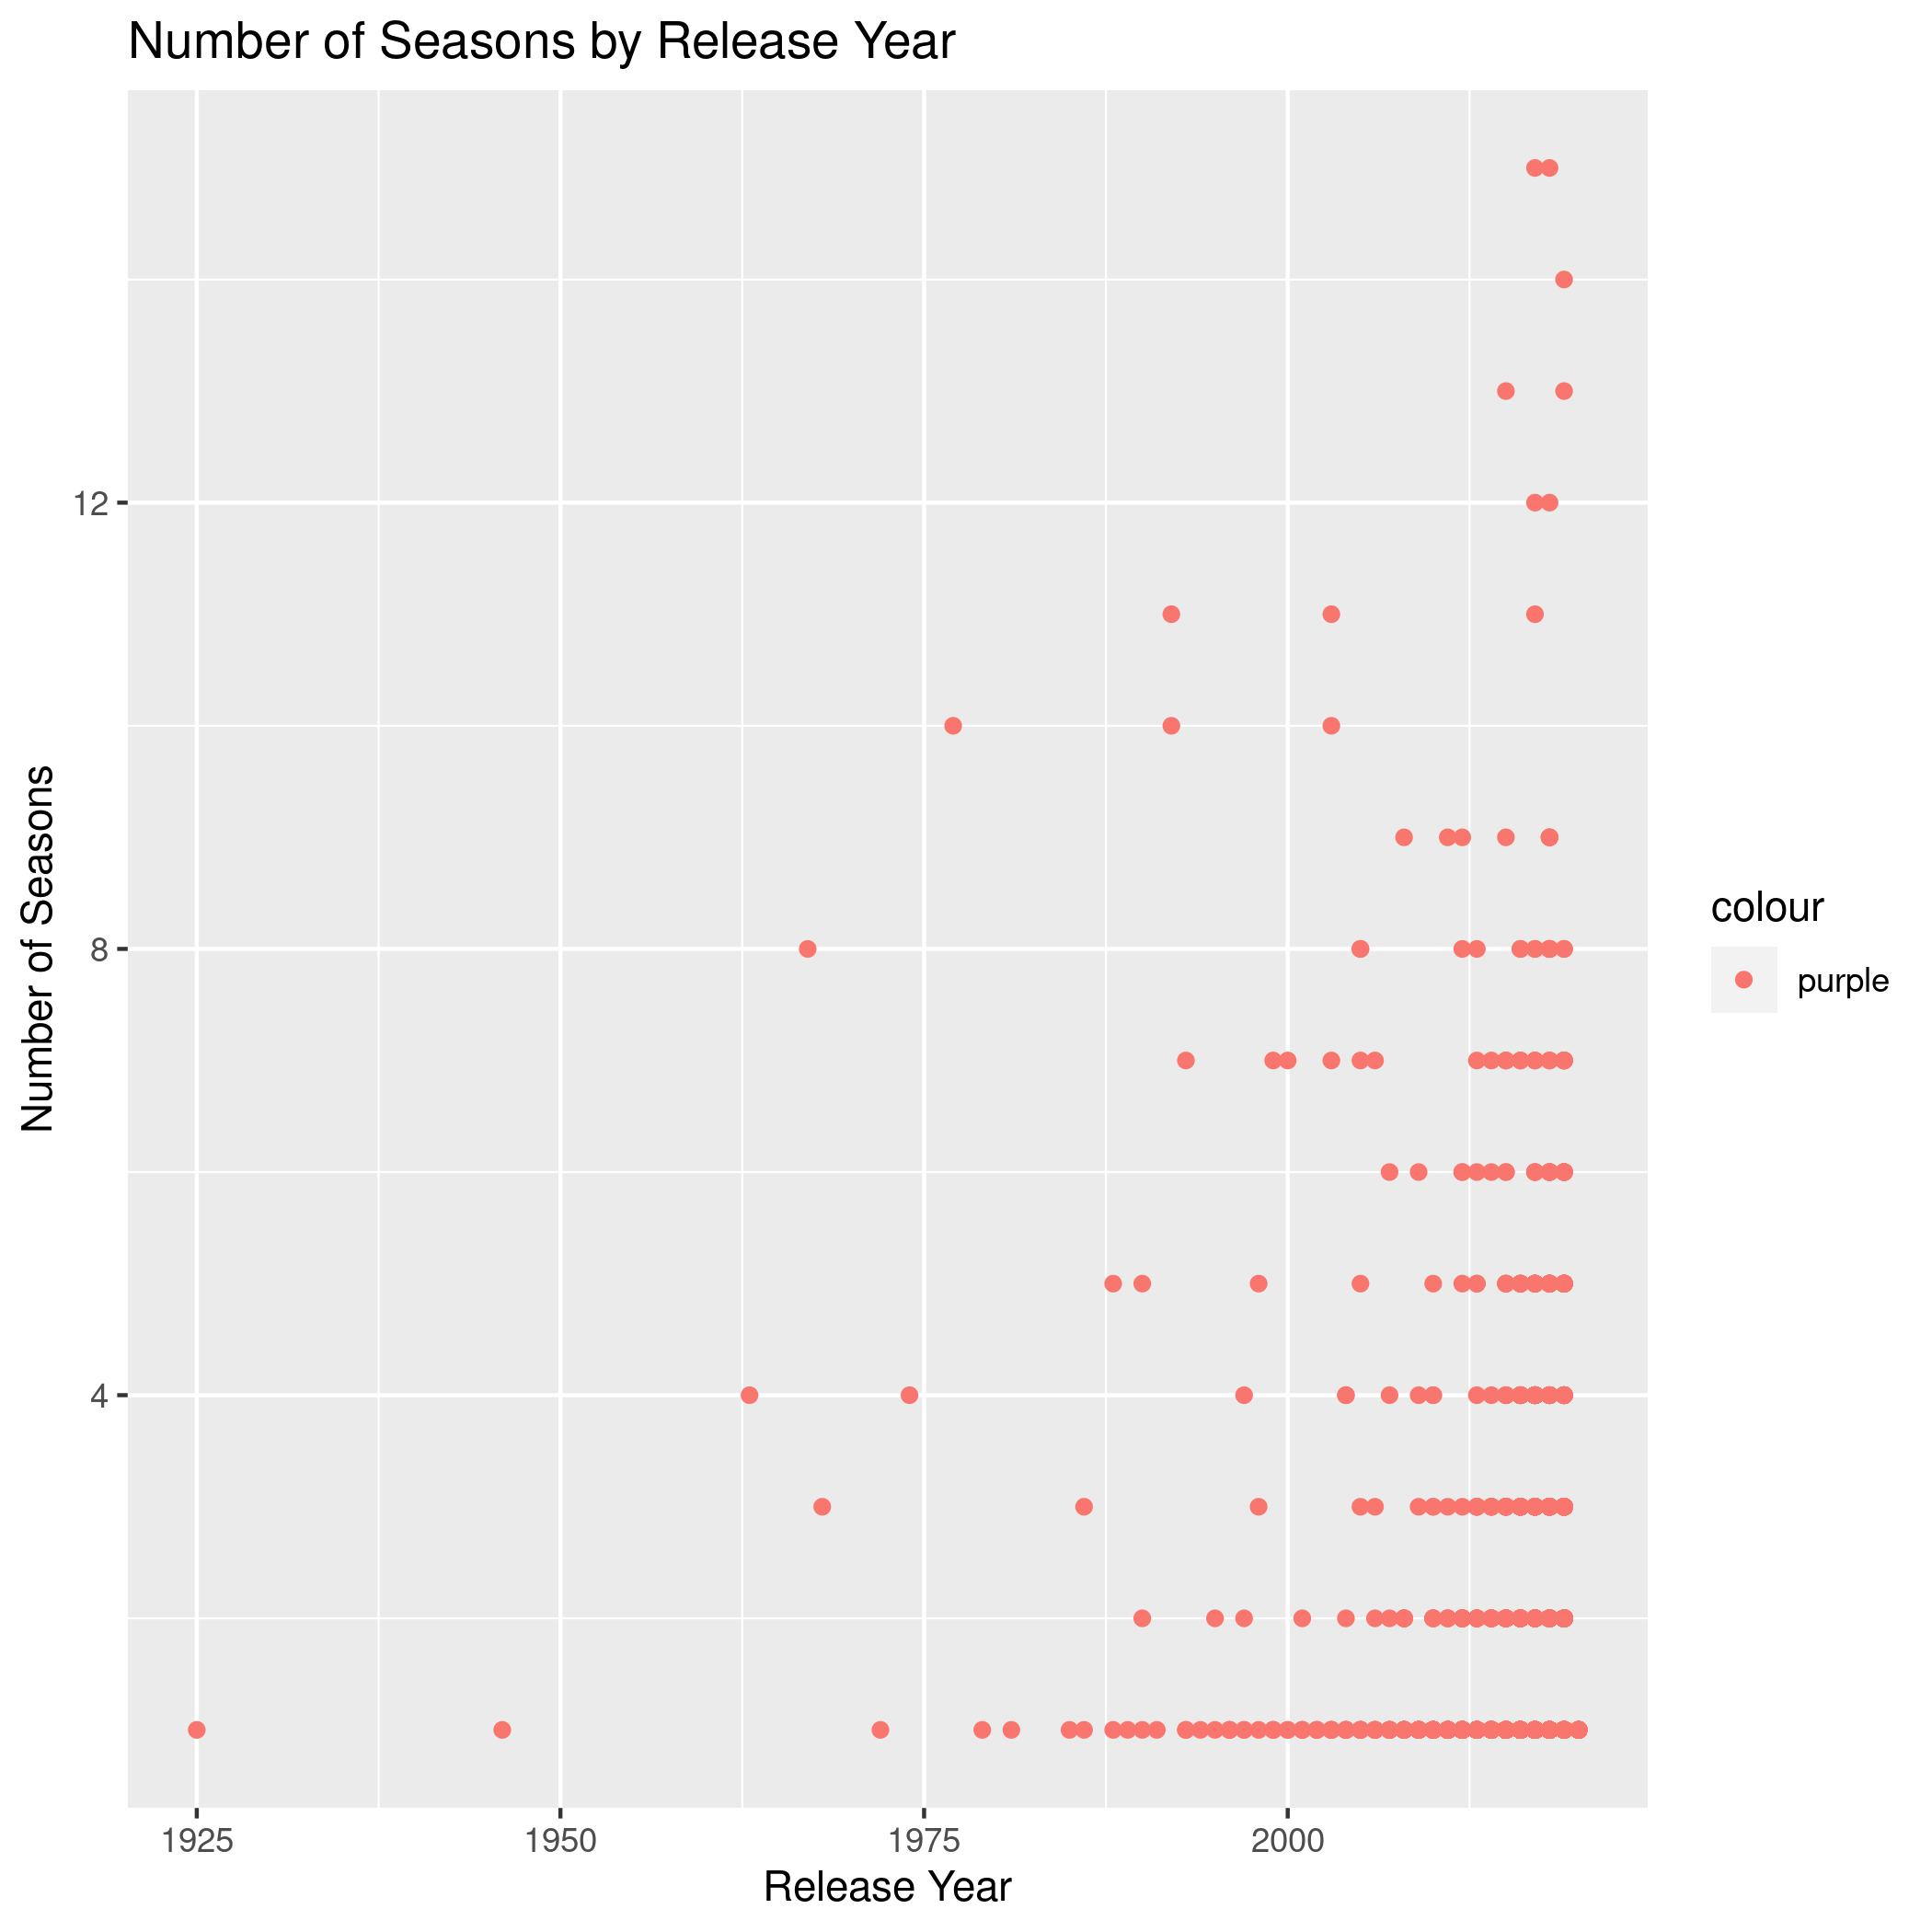 Number of Seasons by Release Year
12
8
4
Number of Seasons
1925 1950 1975 2000
Release Year
colour
purple